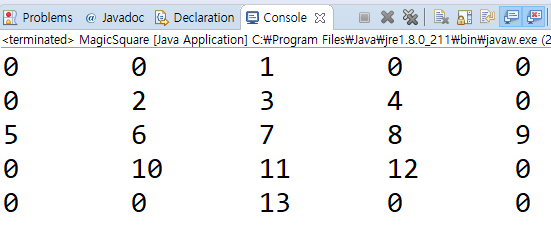 Problems @ Javadoc Declaration Console
<terminated> MagicSquare [Java Application] C:₩Program Files₩Java₩jre1.8.0_211₩bin₩javaw.exe (2
0 0 1 0 0
0 2 3 4 0
5 6 7 8 9
0 10 11 12 0
0 0 13 0 0